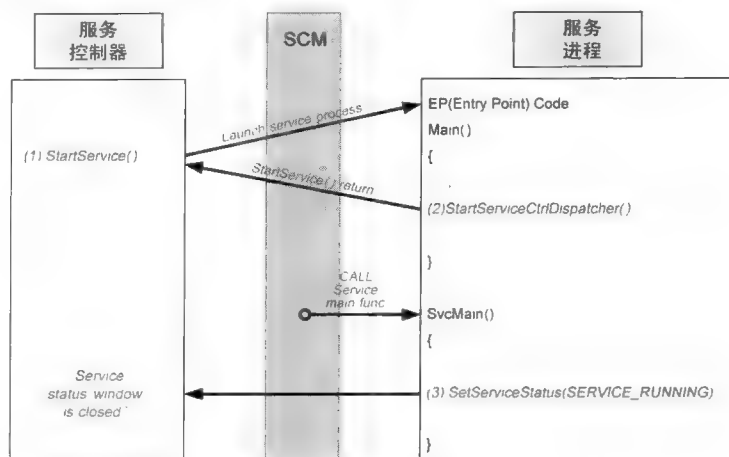 服务
控制器
SCM
服务
进程
EP(Entry Point) Code
Launch service process
Main()
(1) StartService()
{
StartService() return
(2)StartServiceCtrlDispatcher()
}
CALL
Service
main func
SvcMain()
{
Service
status window
is closed
(3) SetServiceStatus(SERVICE_RUNNING)
}